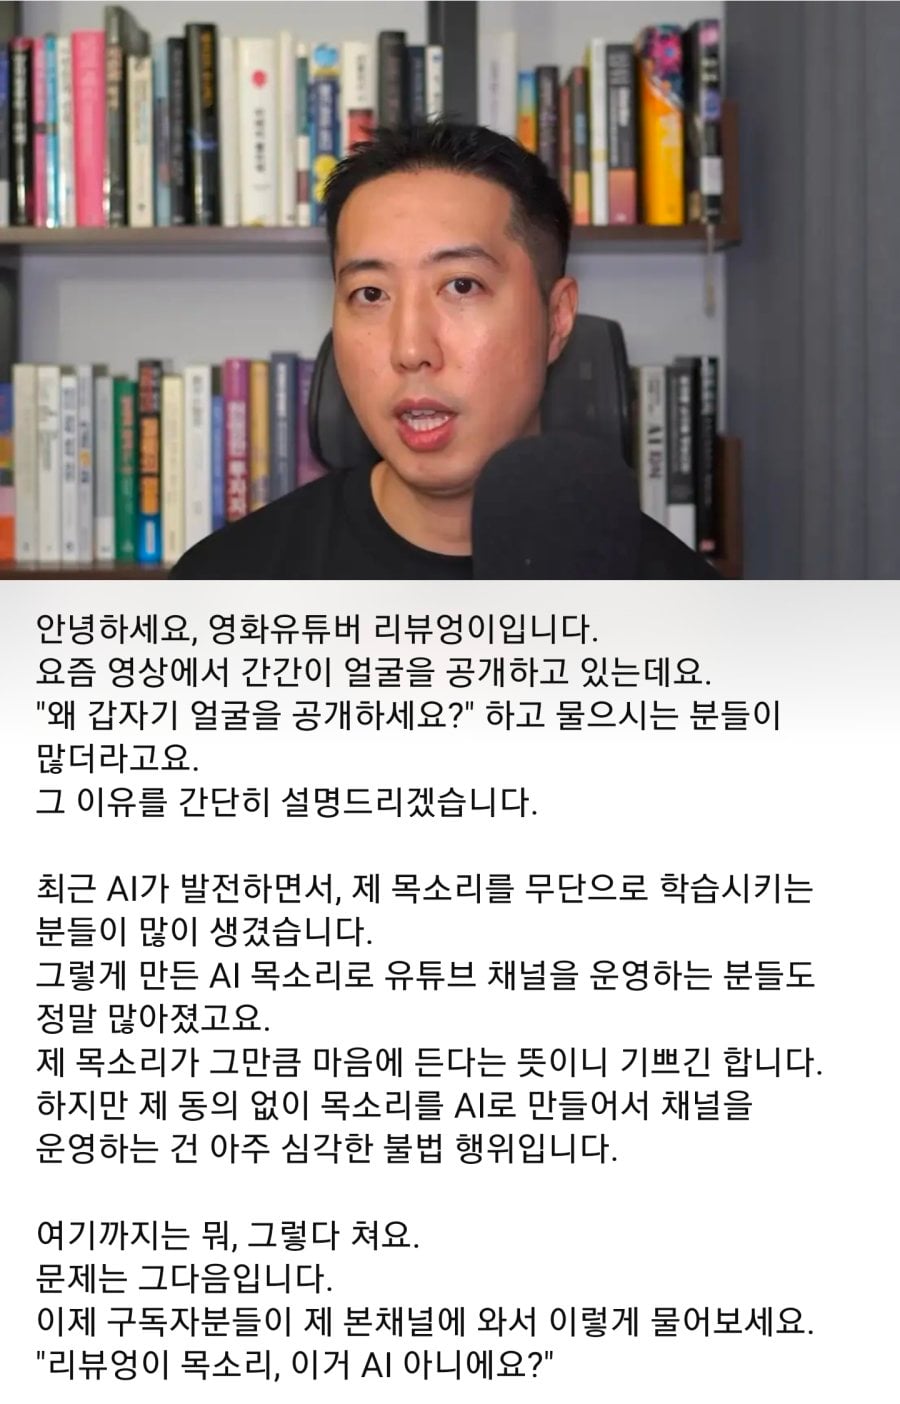 안녕하세요, 영화유튜버 리뷰엉이입니다.
요즘 영상에서 간간이 얼굴을 공개하고 있는데요.
"왜 갑자기 얼굴을 공개하세요?" 하고 물으시는 분들이
많더라고요.
그 이유를 간단히 설명드리겠습니다.
최근 AI가 발전하면서, 제 목소리를 무단으로 학습시키는
분들이 많이 생겼습니다.
그렇게 만든 AI 목소리로 유튜브 채널을 운영하는 분들도
정말 많아졌고요.
제 목소리가 그만큼 마음에 든다는 뜻이니 기쁘긴 합니다.
하지만 제 동의 없이 목소리를 AI로 만들어서 채널을
운영하는 건 아주 심각한 불법 행위입니다.
여기까지는 뭐, 그렇다 쳐요.
문제는 그다음입니다.
이제 구독자분들이 제 본채널에 와서 이렇게 물어보세요.
"리뷰엉이 목소리, 이거 AI 아니에요?"